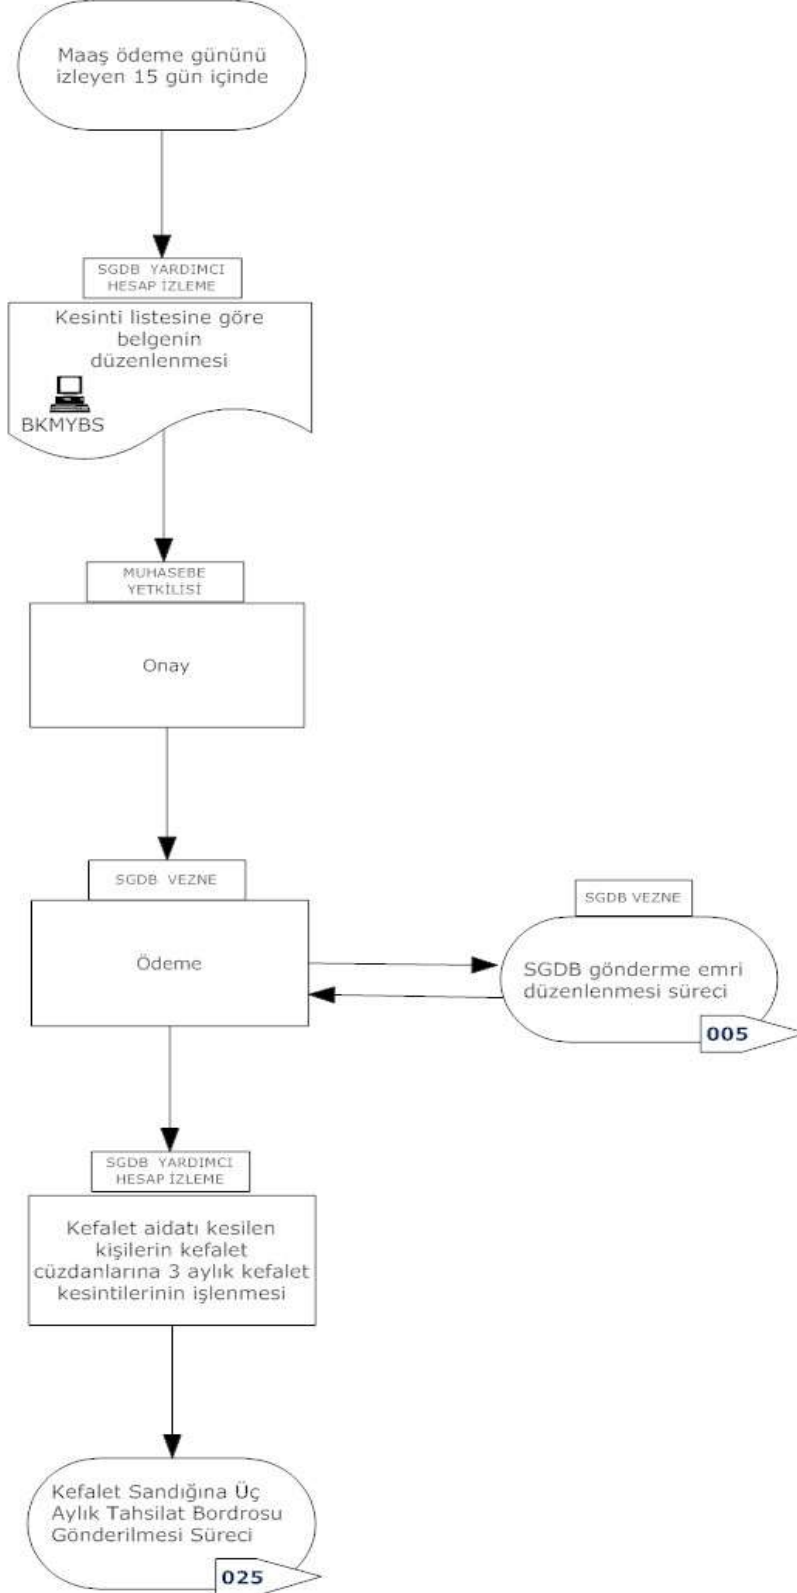 Maaş ödeme gününü
izleyen 15 gün içinde
SGDB YARDIMCI
HESAP İZLEME
Kesinti listesine göre
belgenin
düzenlenmesi
BKMYBS
MUHASEBE
YETKİLİSİ
Onay
SGDB VEZNE
Ödeme
SGDB VEZNE
SGDB gönderme emri
düzenlenmesi süreci
005
SGDB YARDIMCI
HESAP İZLEME
Kefalet aidatı kesilen
kişilerin kefalet
cüzdanlarına 3 aylık kefalet
kesintilerinin işlenmesi
Kefalet Sandığına Üç
Aylık Tahsilat Bordrosu
Gönderilmesi Süreci
025